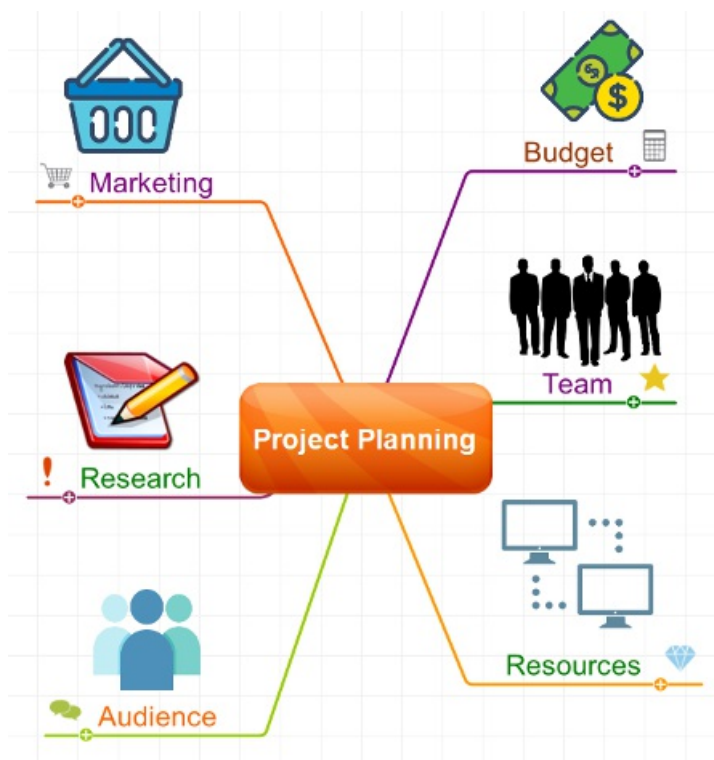 Marketing
Budget
Team
Project Planning
Research
Resources
Audience